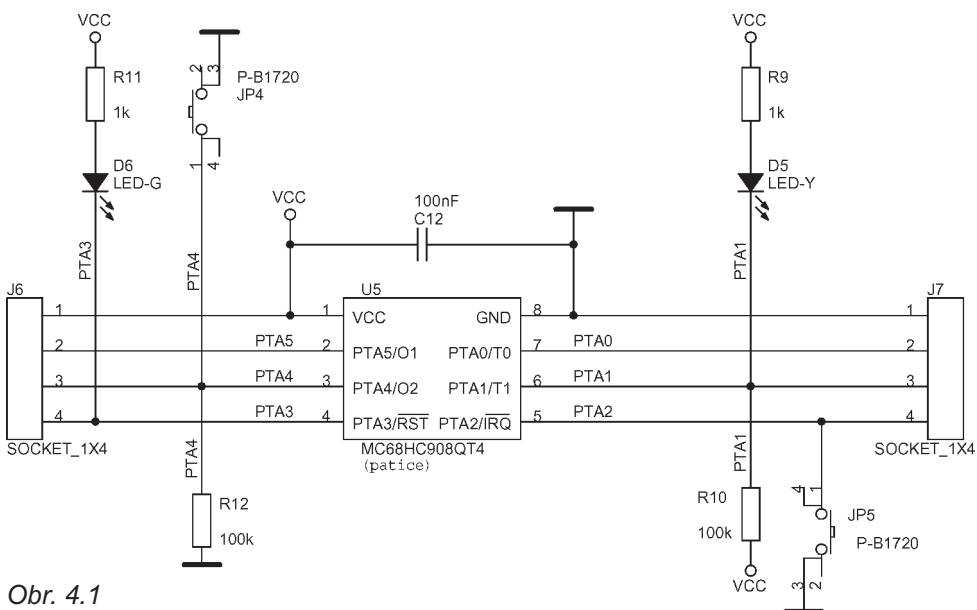 VCC
R11
1k
D6
LED-G
PTA3
2
3
P-B1720
JP4
1
4
PTA4
VCC
100nF
C12
VCC
R9
1k
D5
LED-Y
PTA1
J6
1
2
3
4
SOCKET_1X4
PTA5
PTA4
PTA3
U5
1
2
3
4
VCC
PTA5/O1
PTA4/O2
PTA3/RST
GND
PTA0/T0
PTA1/T1
PTA2/IRQ
8
7
6
5
MC68HC908QT4
(patice)
PTA0
PTA1
PTA2
J7
1
2
3
4
SOCKET_1X4
PTA4
R12
100k
PTA1
R10
100k
VCC
4
1
JP5
P-B1720
3
2
Obr. 4.1